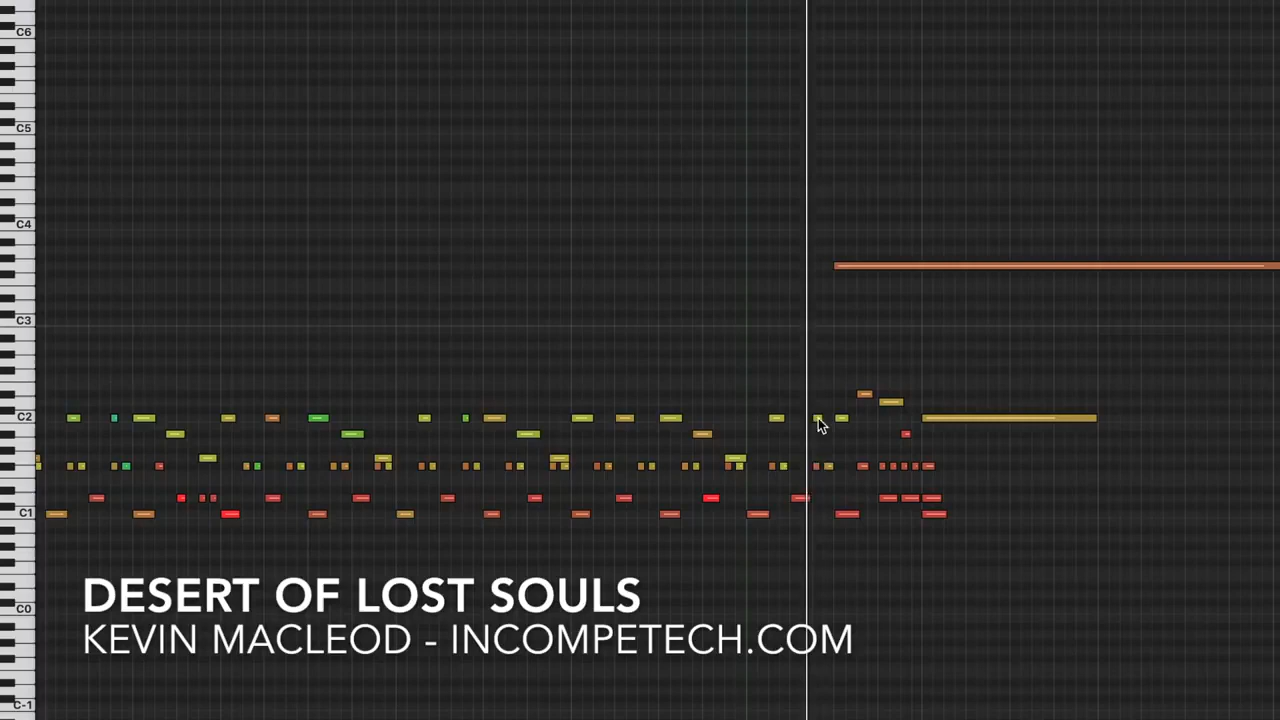 C6
C5
C4
C3
C2
C1
C0
C-1
DESERT OF LOST SOULS
KEVIN MACLEOD - INCOMPETECH.COM